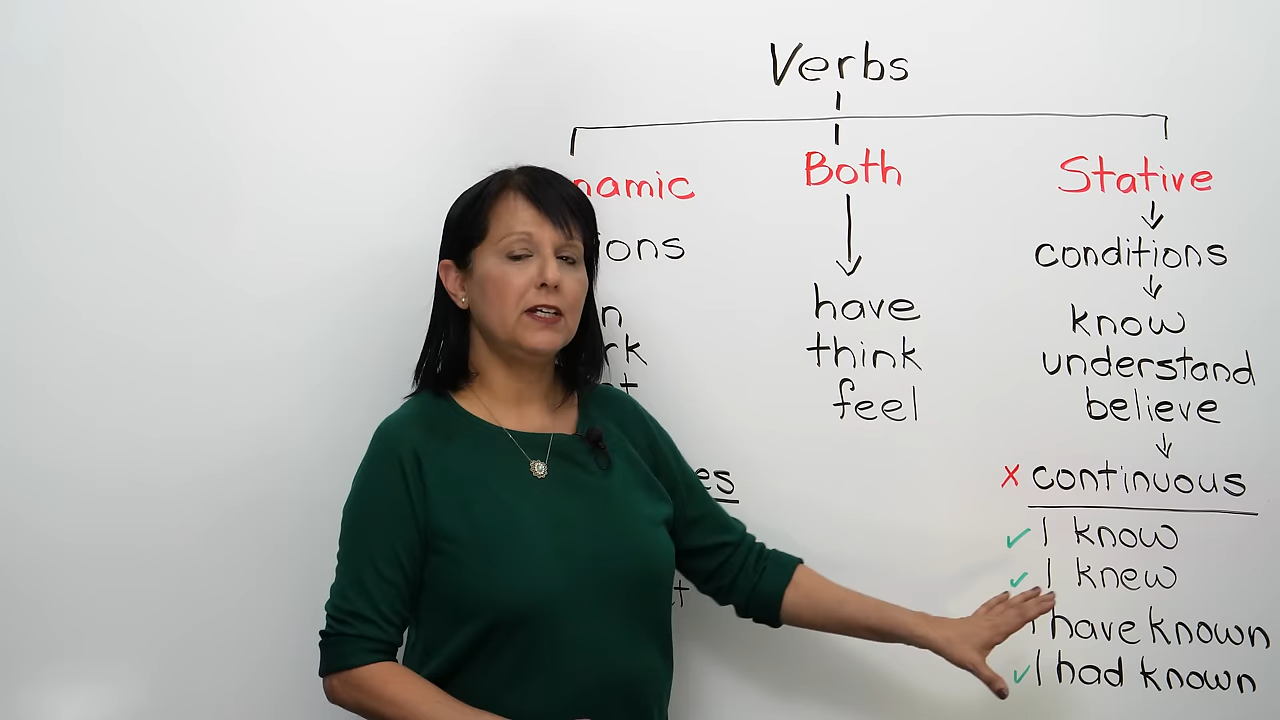 Verbs
namic
Both
Stative
ions
conditions
have
think
feel
n
rk
t
know
understand
believe
es
x continuous
✓ I know
✓ I knew
I have known
✓ I had known